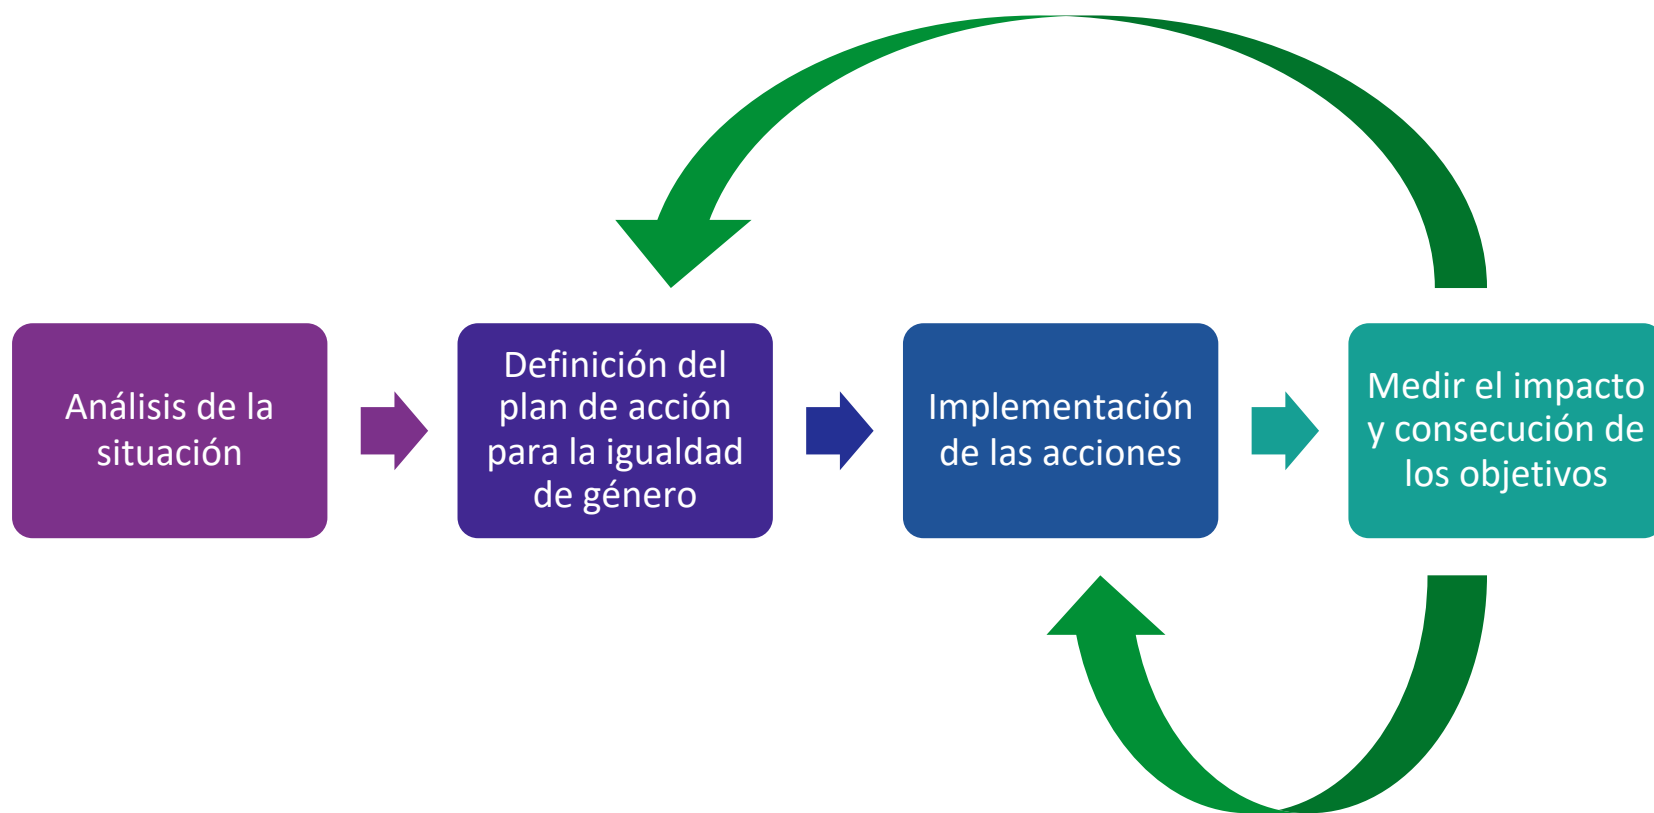 Análisis de la
situación
Definición del
plan de acción
para la igualdad
de género
Implementación
de las acciones
Medir el impacto
y consecución de
los objetivos